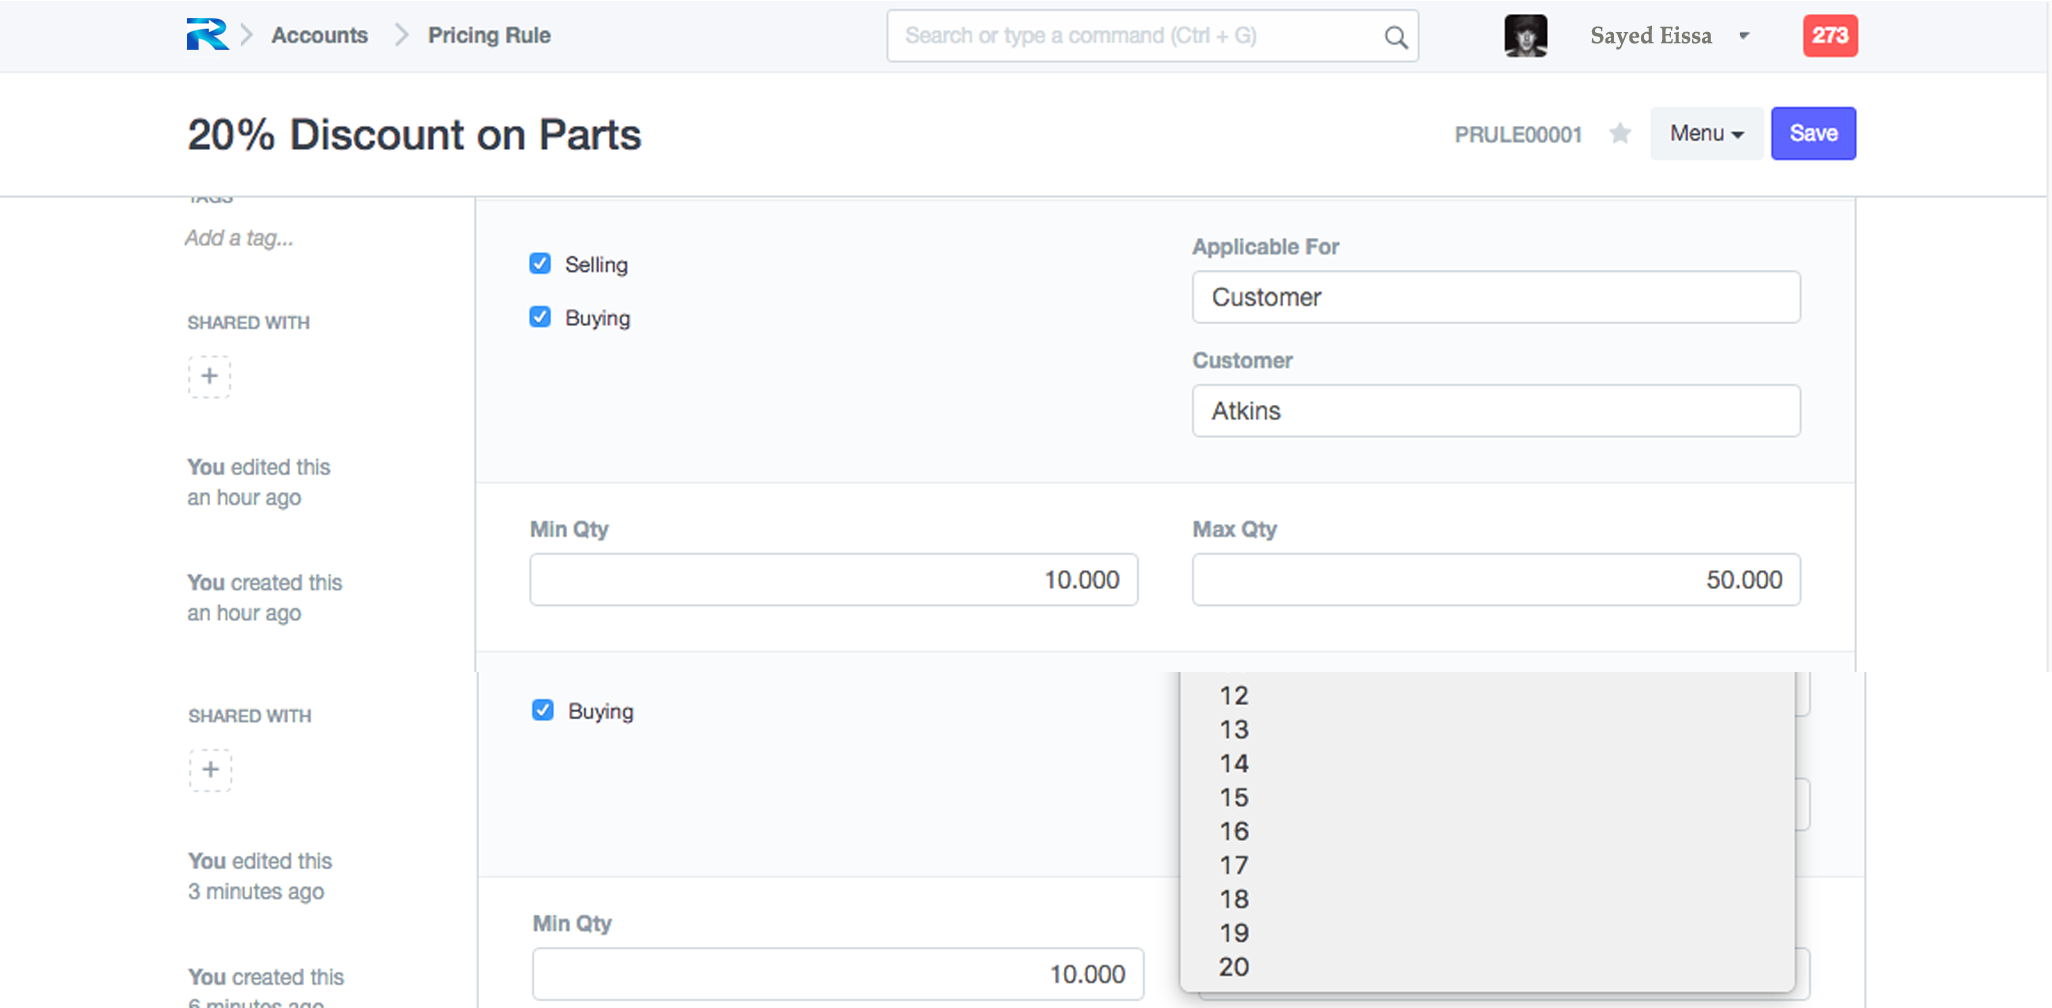 Accounts
Pricing Rule
Search or type a command (Ctrl + G)
Sayed Eissa
273
20% Discount on Parts
PRULE00001
Menu
Save
TAGS
Add a tag...
SHARED WITH
+
You edited this
an hour ago
You created this
an hour ago
Selling
Buying
Applicable For
Customer
Customer
Atkins
Min Qty
10.000
Max Qty
50.000
SHARED WITH
+
You edited this
3 minutes ago
You created this
6 minutes ago
Buying
Min Qty
10.000
12
13
14
15
16
17
18
19
20